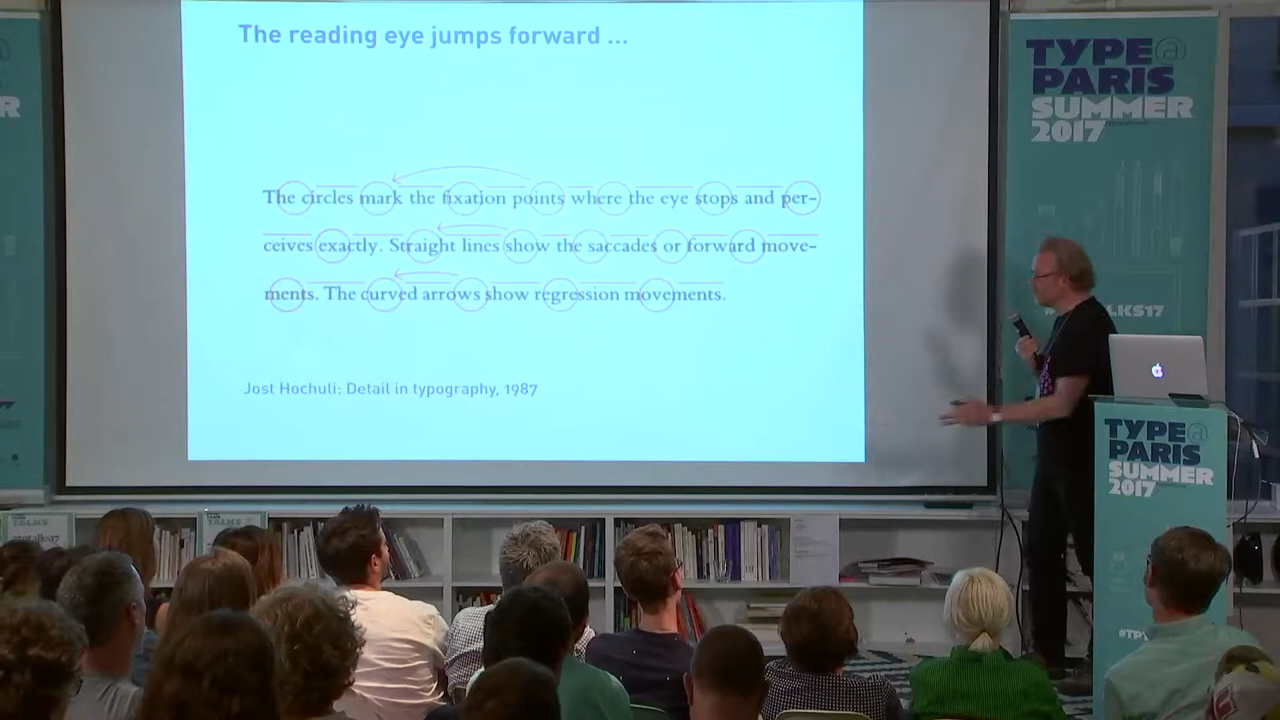 The reading eye jumps forward ...
The circles mark the fixation points where the eye stops and per-
ceives exactly. Straight lines show the saccades or forward move-
ments. The curved arrows show regression movements.
Jost Hochuli: Detail in typography, 1987
TYPE@
PARIS
SUMMER
2017
LKS17
TYPE@
PARIS
SUMMER
2017